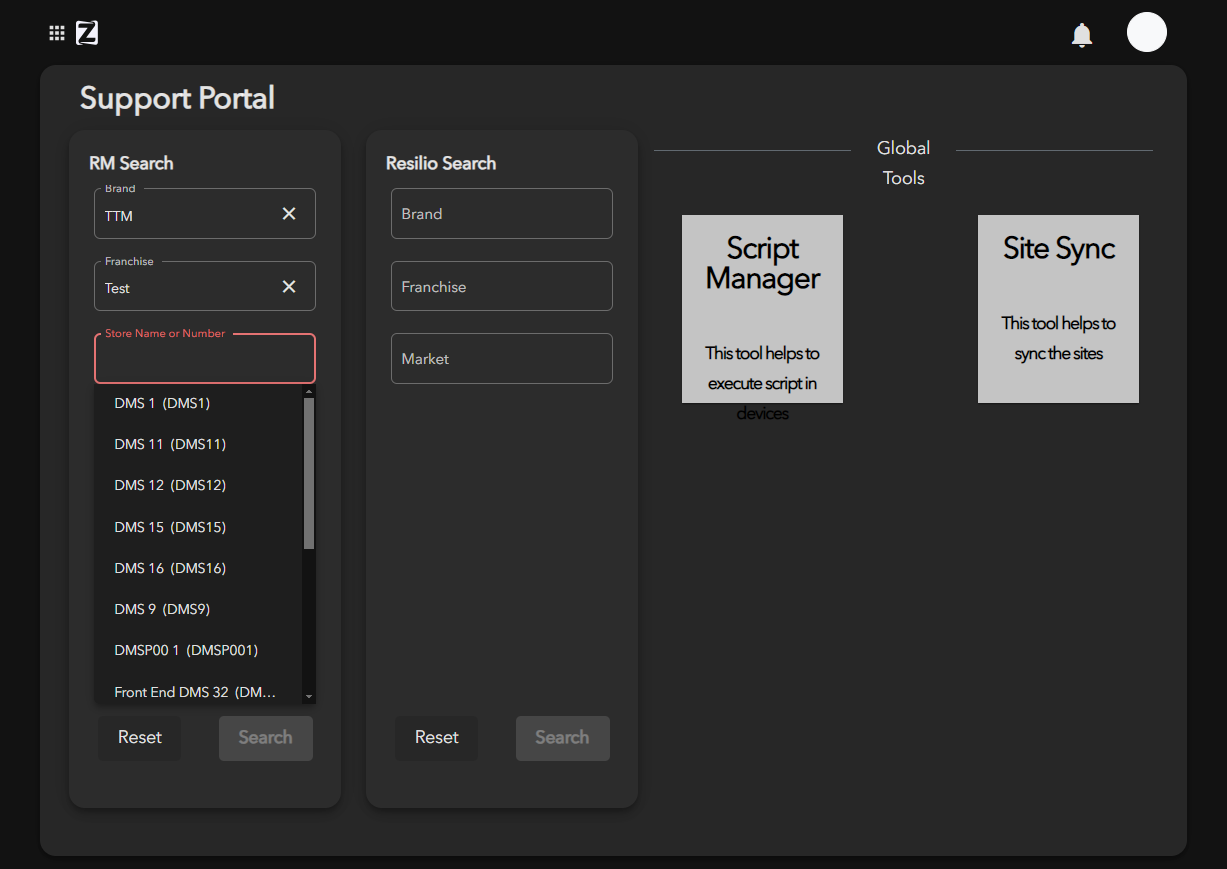 Z
Support Portal
RM Search
Brand
TTM
Franchise
Test
Store Name or Number
DMS 1 (DMS1)
DMS 11 (DMS11)
DMS 12 (DMS12)
DMS 15 (DMS15)
DMS 16 (DMS16)
DMS 9 (DMS9)
DMSP00 1 (DMSP001)
Front End DMS 32 (DM...
Reset
Search
Resilio Search
Brand
Franchise
Market
Reset
Search
Global
Tools
Script
Manager
This tool helps to
execute script in
devices
Site Sync
This tool helps to
sync the sites